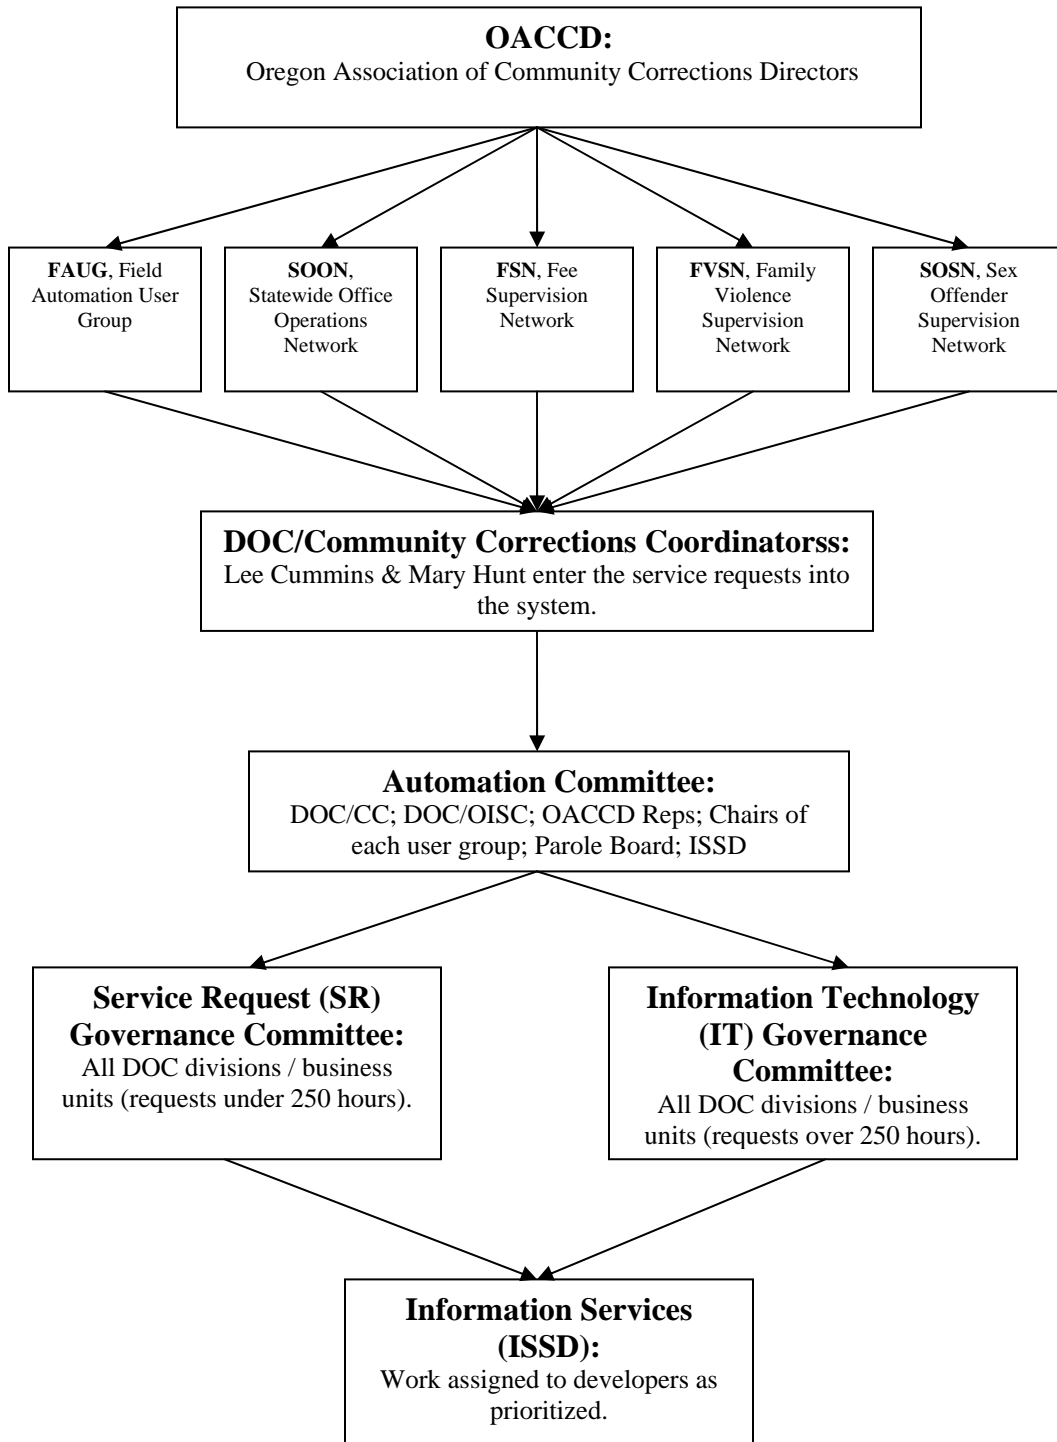 OACCD:
Oregon Association of Community Corrections Directors
FAUG, Field
Automation User
Group
SOON,
Statewide Office
Operations
Network
FSN, Fee
Supervision
Network
FVSN, Family
Violence
Supervision
Network
SOSN, Sex
Offender
Supervision
Network
DOC/Community Corrections Coordinatorss:
Lee Cummins & Mary Hunt enter the service requests into
the system.
Automation Committee:
DOC/CC; DOC/OISC; OACCD Reps; Chairs of
each user group; Parole Board; ISSD
Service Request (SR)
Governance Committee:
All DOC divisions / business
units (requests under 250 hours).
Information Technology
(IT) Governance
Committee:
All DOC divisions / business
units (requests over 250 hours).
Information Services
(ISSD):
Work assigned to developers as
prioritized.